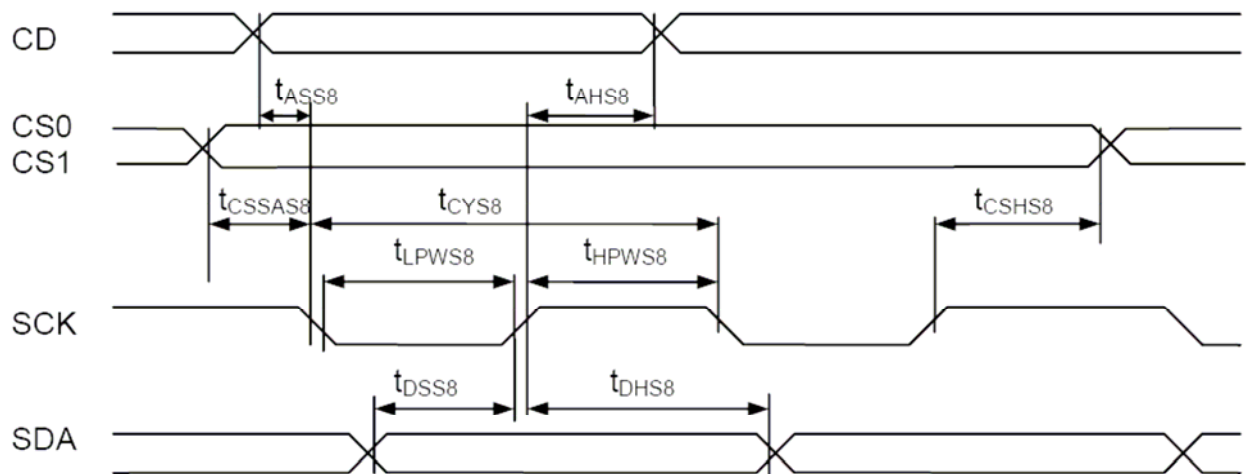 CD
tASS8
tAHS8
CS0
CS1
tCSSAS8
tCYS8
tCSHS8
tLPWS8
tHPWS8
SCK
tDSS8
tDHS8
SDA